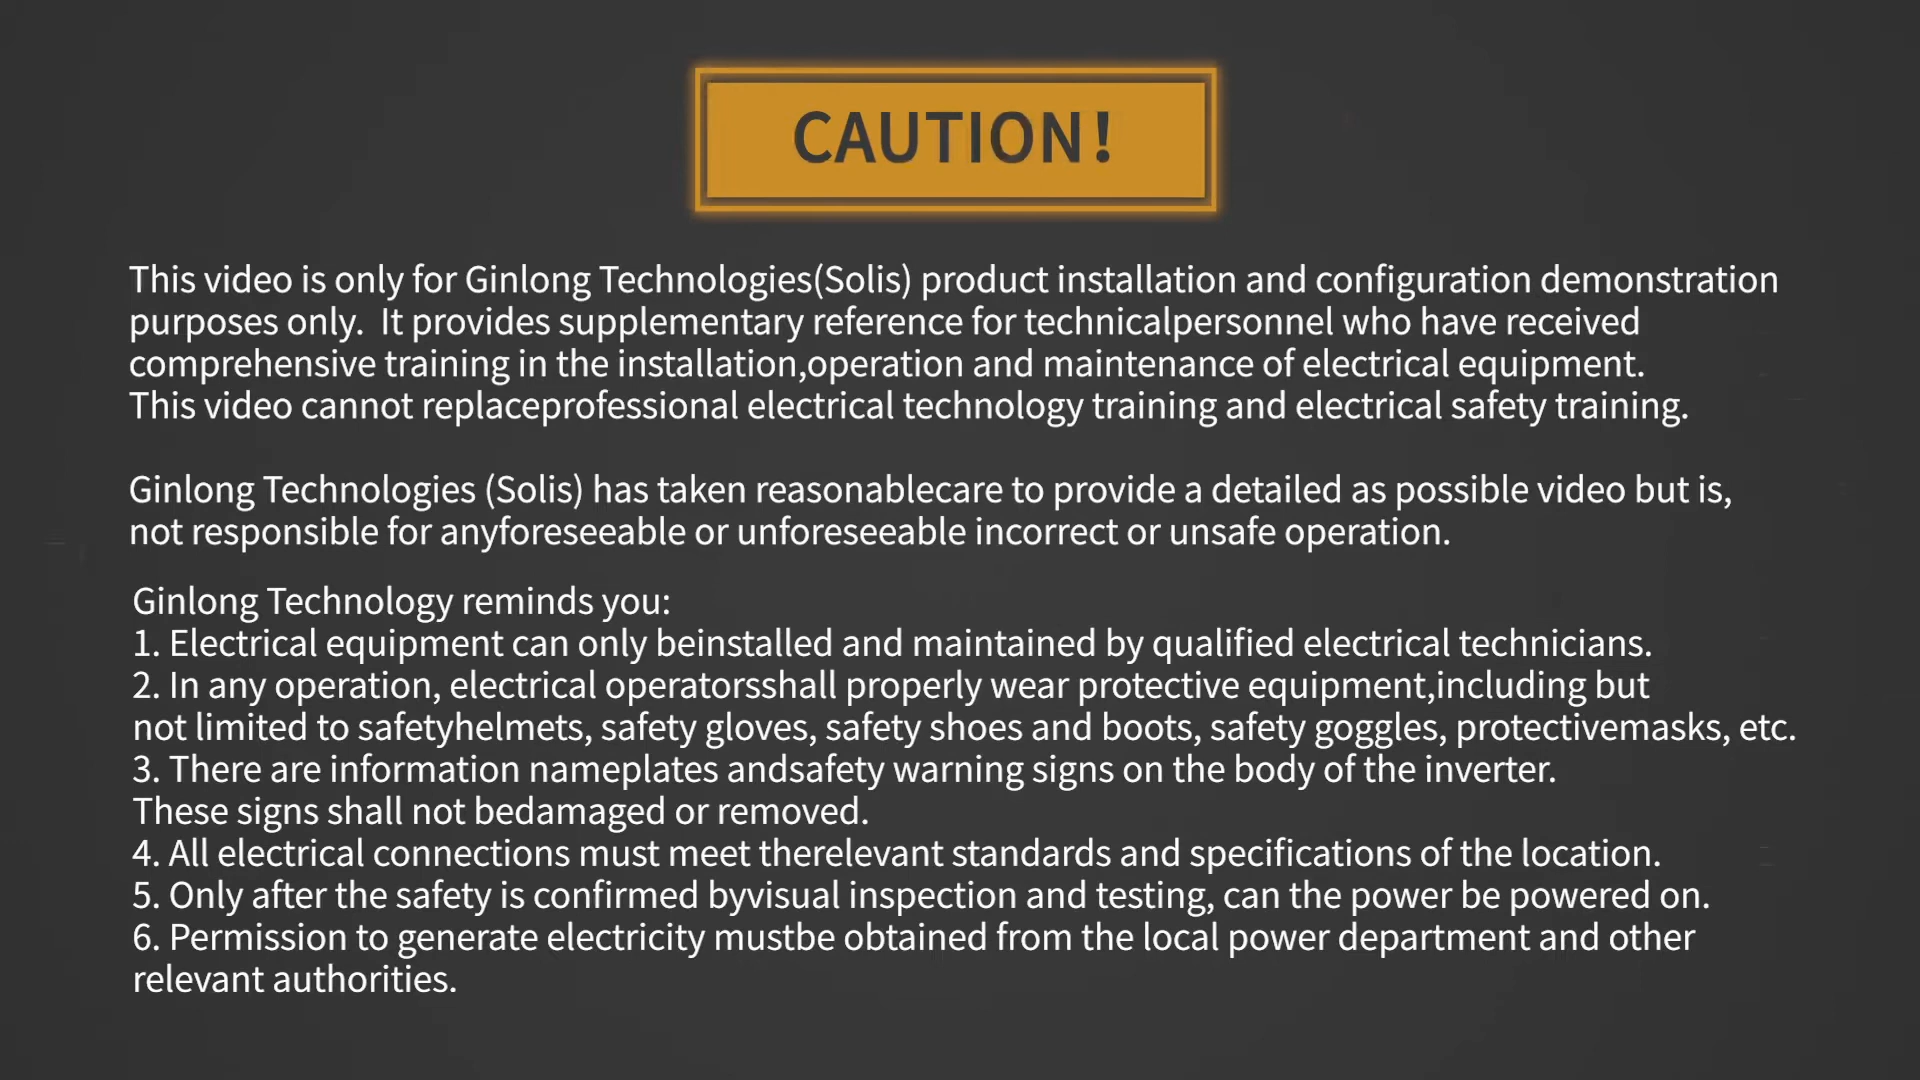 CAUTION!
This video is only for Ginlong Technologies(Solis) product installation and configuration demonstration
purposes only.  It provides supplementary reference for technicalpersonnel who have received
comprehensive training in the installation,operation and maintenance of electrical equipment.
This video cannot replaceprofessional electrical technology training and electrical safety training.
Ginlong Technologies (Solis) has taken reasonablecare to provide a detailed as possible video but is,
not responsible for anyforeseeable or unforeseeable incorrect or unsafe operation.
Ginlong Technology reminds you:
1. Electrical equipment can only beinstalled and maintained by qualified electrical technicians.
2. In any operation, electrical operatorsshall properly wear protective equipment,including but
not limited to safetyhelmets, safety gloves, safety shoes and boots, safety goggles, protectivemasks, etc.
3. There are information nameplates andsafety warning signs on the body of the inverter.
These signs shall not bedamaged or removed.
4. All electrical connections must meet therelevant standards and specifications of the location.
5. Only after the safety is confirmed byvisual inspection and testing, can the power be powered on.
6. Permission to generate electricity mustbe obtained from the local power department and other
relevant authorities.